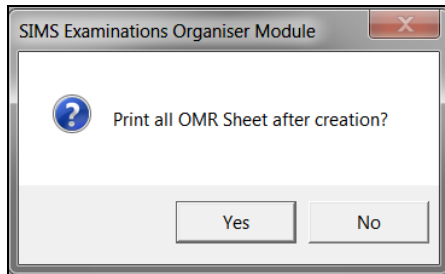 SIMS Examinations Organiser Module
Print all OMR Sheet after creation?
Yes
No